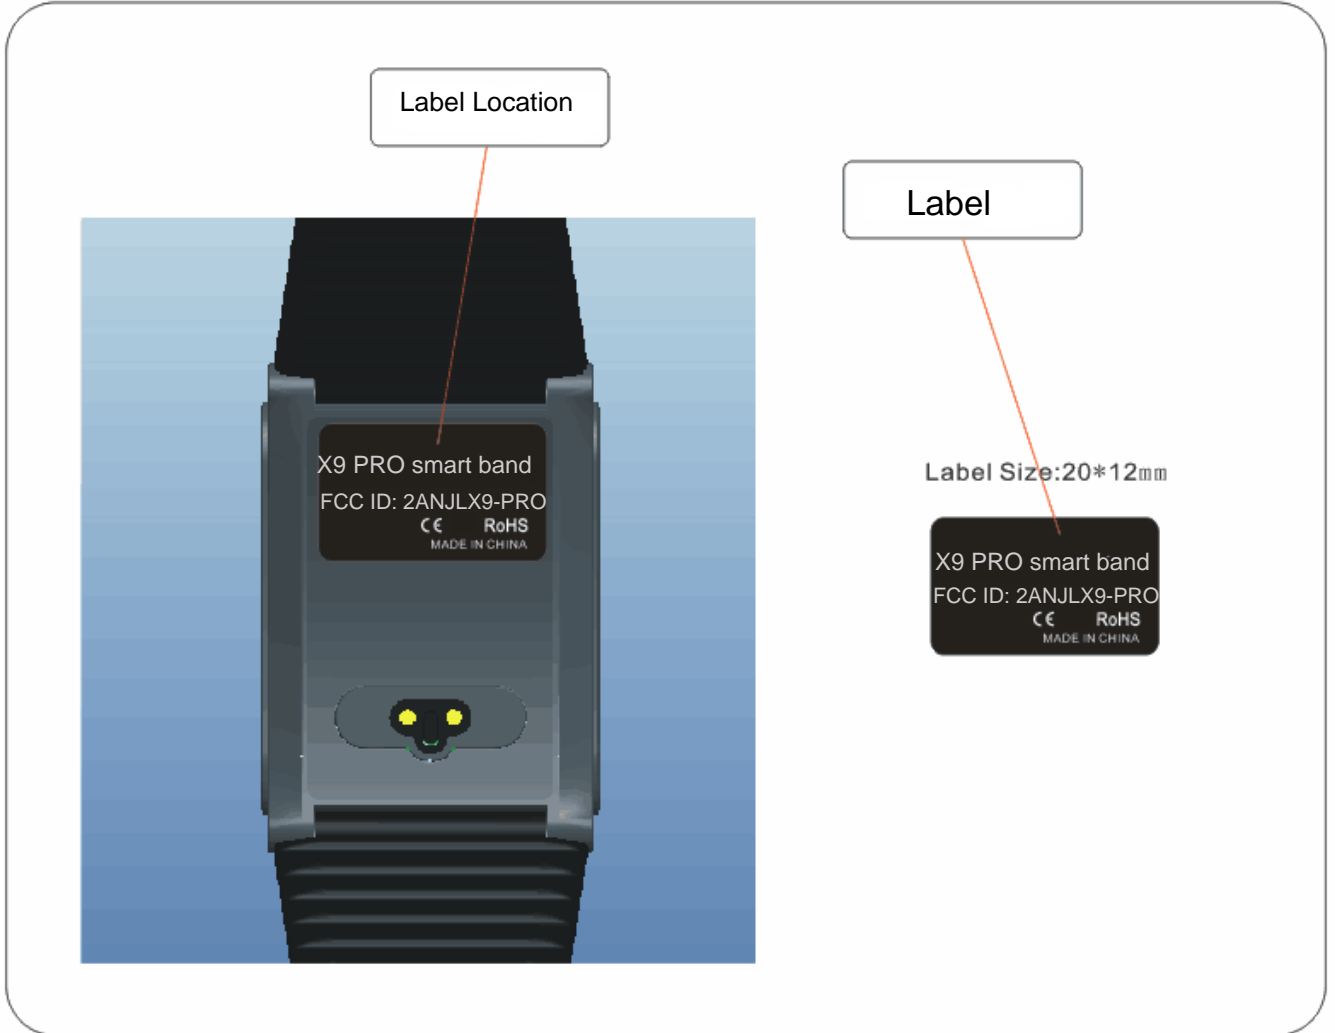 Label Location
Label
X9 PRO smart band
FCC ID: 2ANJLX9-PRO
CE RoHS
MADE IN CHINA
Label Size:20*12mm
X9 PRO smart band
FCC ID: 2ANJLX9-PRO
CE RoHS
MADE IN CHINA